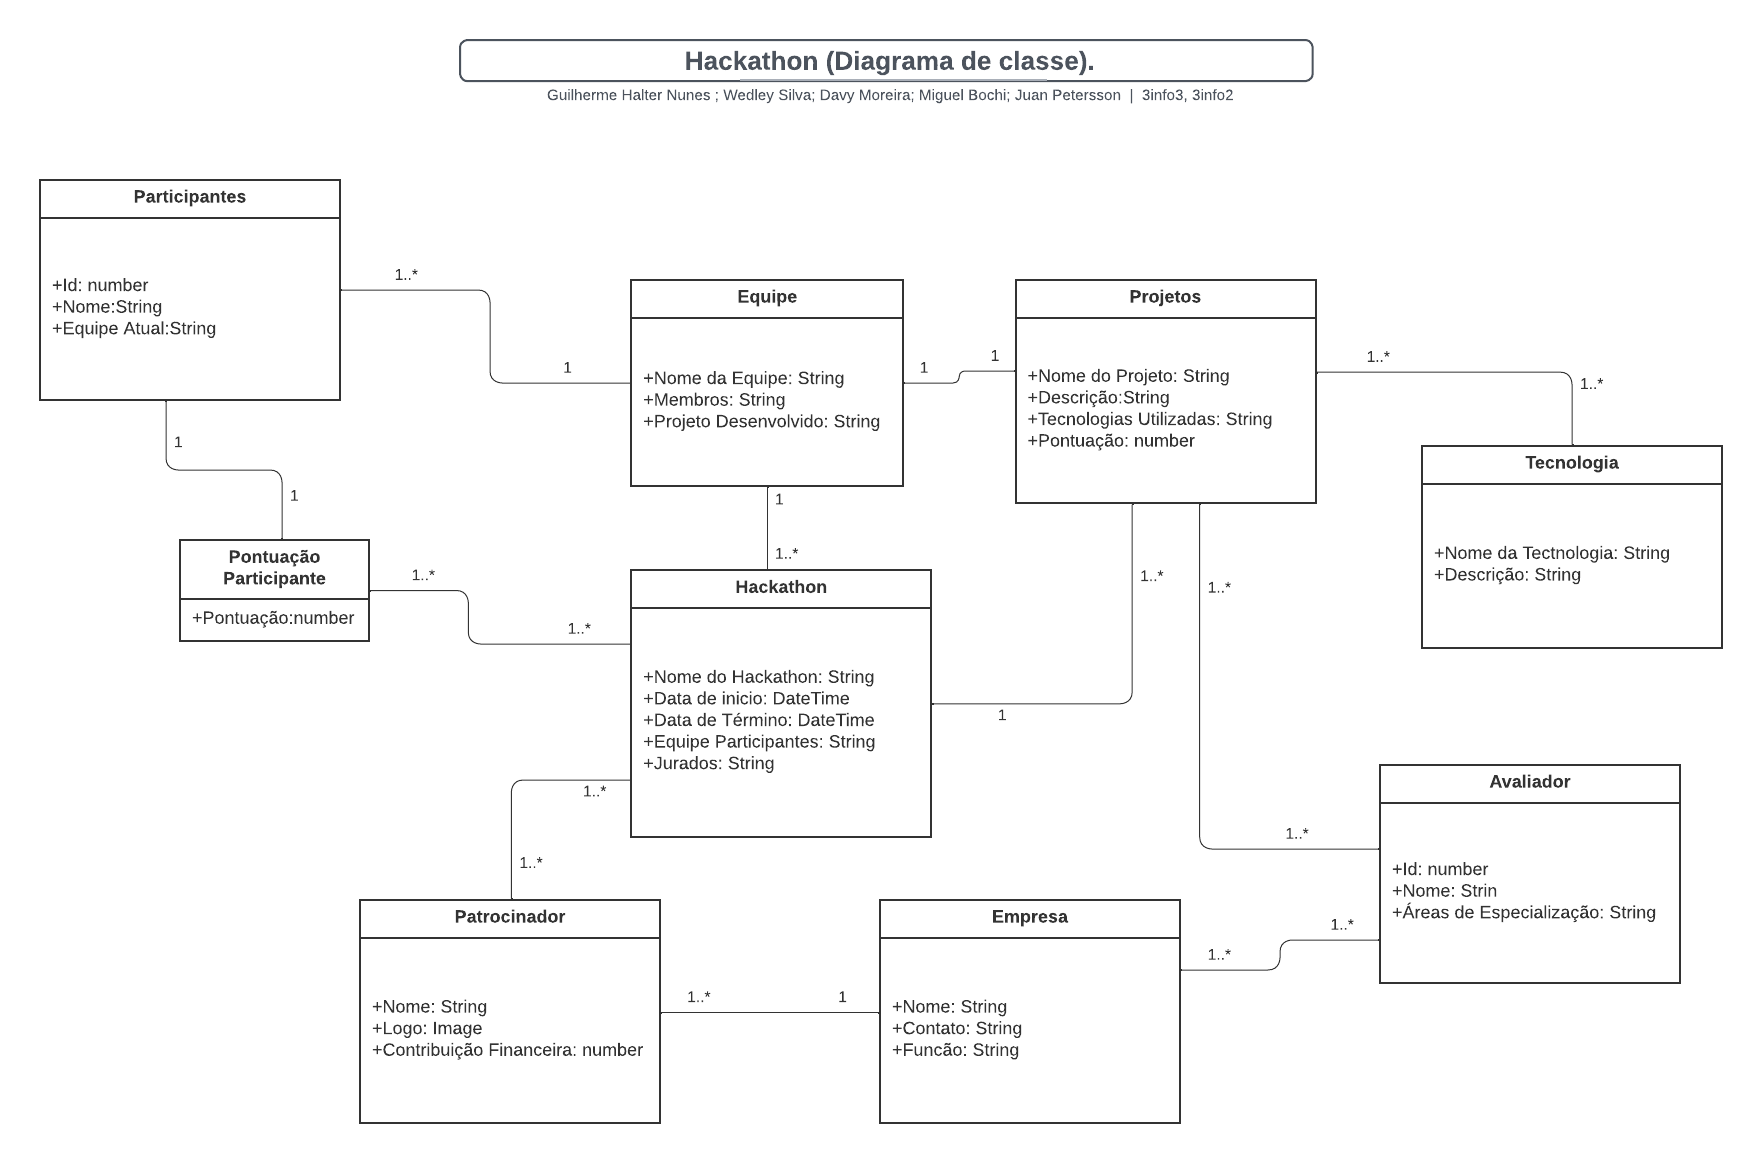 Hackathon (Diagrama de classe).
Guilherme Halter Nunes ; Wedley Silva; Davy Moreira; Miguel Bochi; Juan Petersson | 3info3, 3info2
Participantes
+Id: number
+Nome:String
+Equipe Atual:String
1..*
1
Equipe
+Nome da Equipe: String
+Membros: String
+Projeto Desenvolvido: String
1
1
Projetos
+Nome do Projeto: String
+Descrição:String
+Tecnologias Utilizadas: String
+Pontuação: number
1..*
1..*
Tecnologia
+Nome da Tectnologia: String
+Descrição: String
1
1
Pontuação
Participante
+Pontuação:number
1..*
1..*
1
1..*
Hackathon
+Nome do Hackathon: String
+Data de inicio: DateTime
+Data de Término: DateTime
+Equipe Participantes: String
+Jurados: String
1..*
1
1..*
1..*
Avaliador
+Id: number
+Nome: Strin
+Áreas de Especialização: String
1..*
1..*
Patrocinador
+Nome: String
+Logo: Image
+Contribuição Financeira: number
1..*
1
Empresa
+Nome: String
+Contato: String
+Funcão: String
1..*
1..*